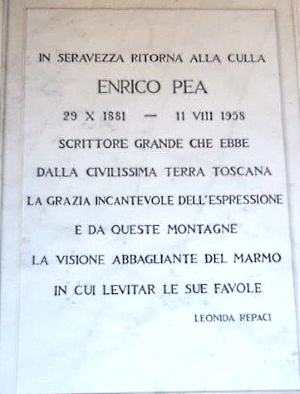 IN SERAVEZZA RITORNA ALLA CULLA
ENRICO PEA
29 X 1881 — 11 VIII 1958
SCRITTORE GRANDE CHE EBBE
DALLA CIVILISSIMA TERRA TOSCANA
LA GRAZIA INCANTEVOLE DELL'ESPRESSIONE
E DA QUESTE MONTAGNE
LA VISIONE ABBAGLIANTE DEL MARMO
IN CUI LEVITAR LE SUE FAVOLE
LEONIDA REPACI